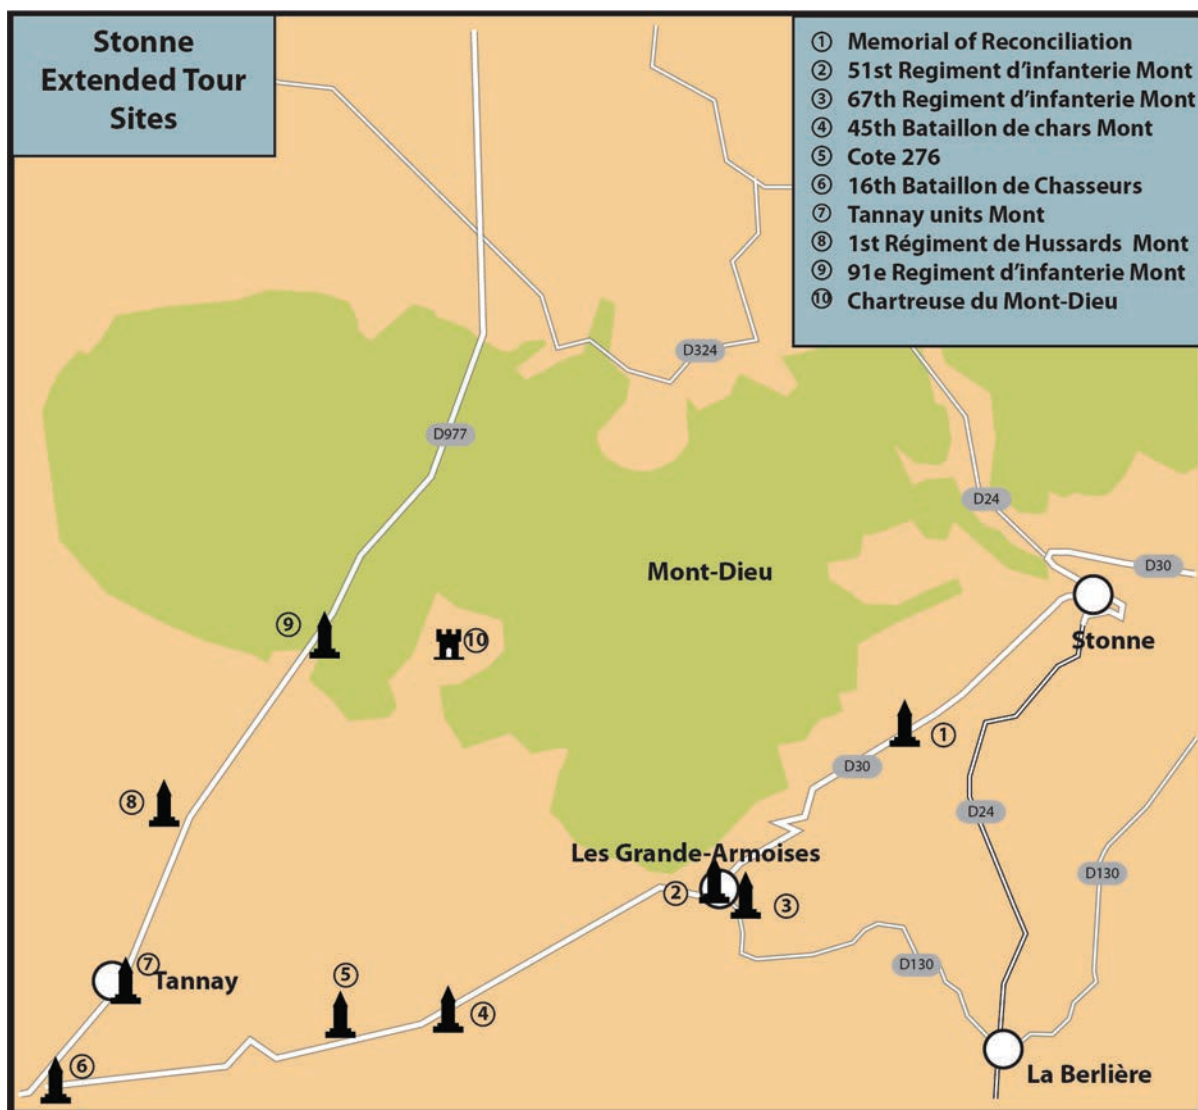 Stonne
Extended Tour
Sites
① Memorial of Reconciliation
② 51st Regiment d'infanterie Mont
③ 67th Regiment d'infanterie Mont
④ 45th Bataillon de chars Mont
⑤ Cote 276
⑥ 16th Bataillon de Chasseurs
⑦ Tannay units Mont
⑧ 1st Régiment de Hussards Mont
⑨ 91e Regiment d'infanterie Mont
⑩ Chartreuse du Mont-Dieu
D324
D977
D24
D30
Mont-Dieu
Stonne
⑨
⑩
①
D30
⑧
D24
Les Grande-Armoises
D130
②
③
D130
⑦
Tannay
⑤
④
⑥
La Berlière